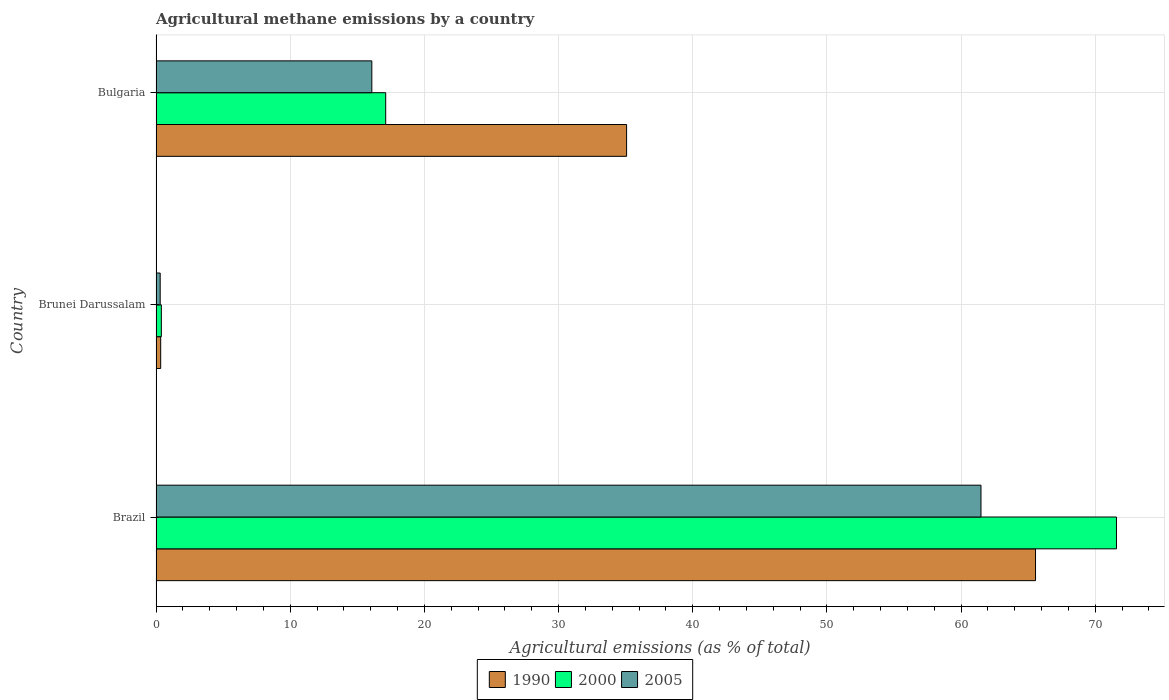 Agricultural methane emissions by a country
Bulgaria
Brunei Darussalam
Brazil
Country
0 10 20 30 40 50 60 70
Agricultural emissions (as % of total)
1990 2000 2005